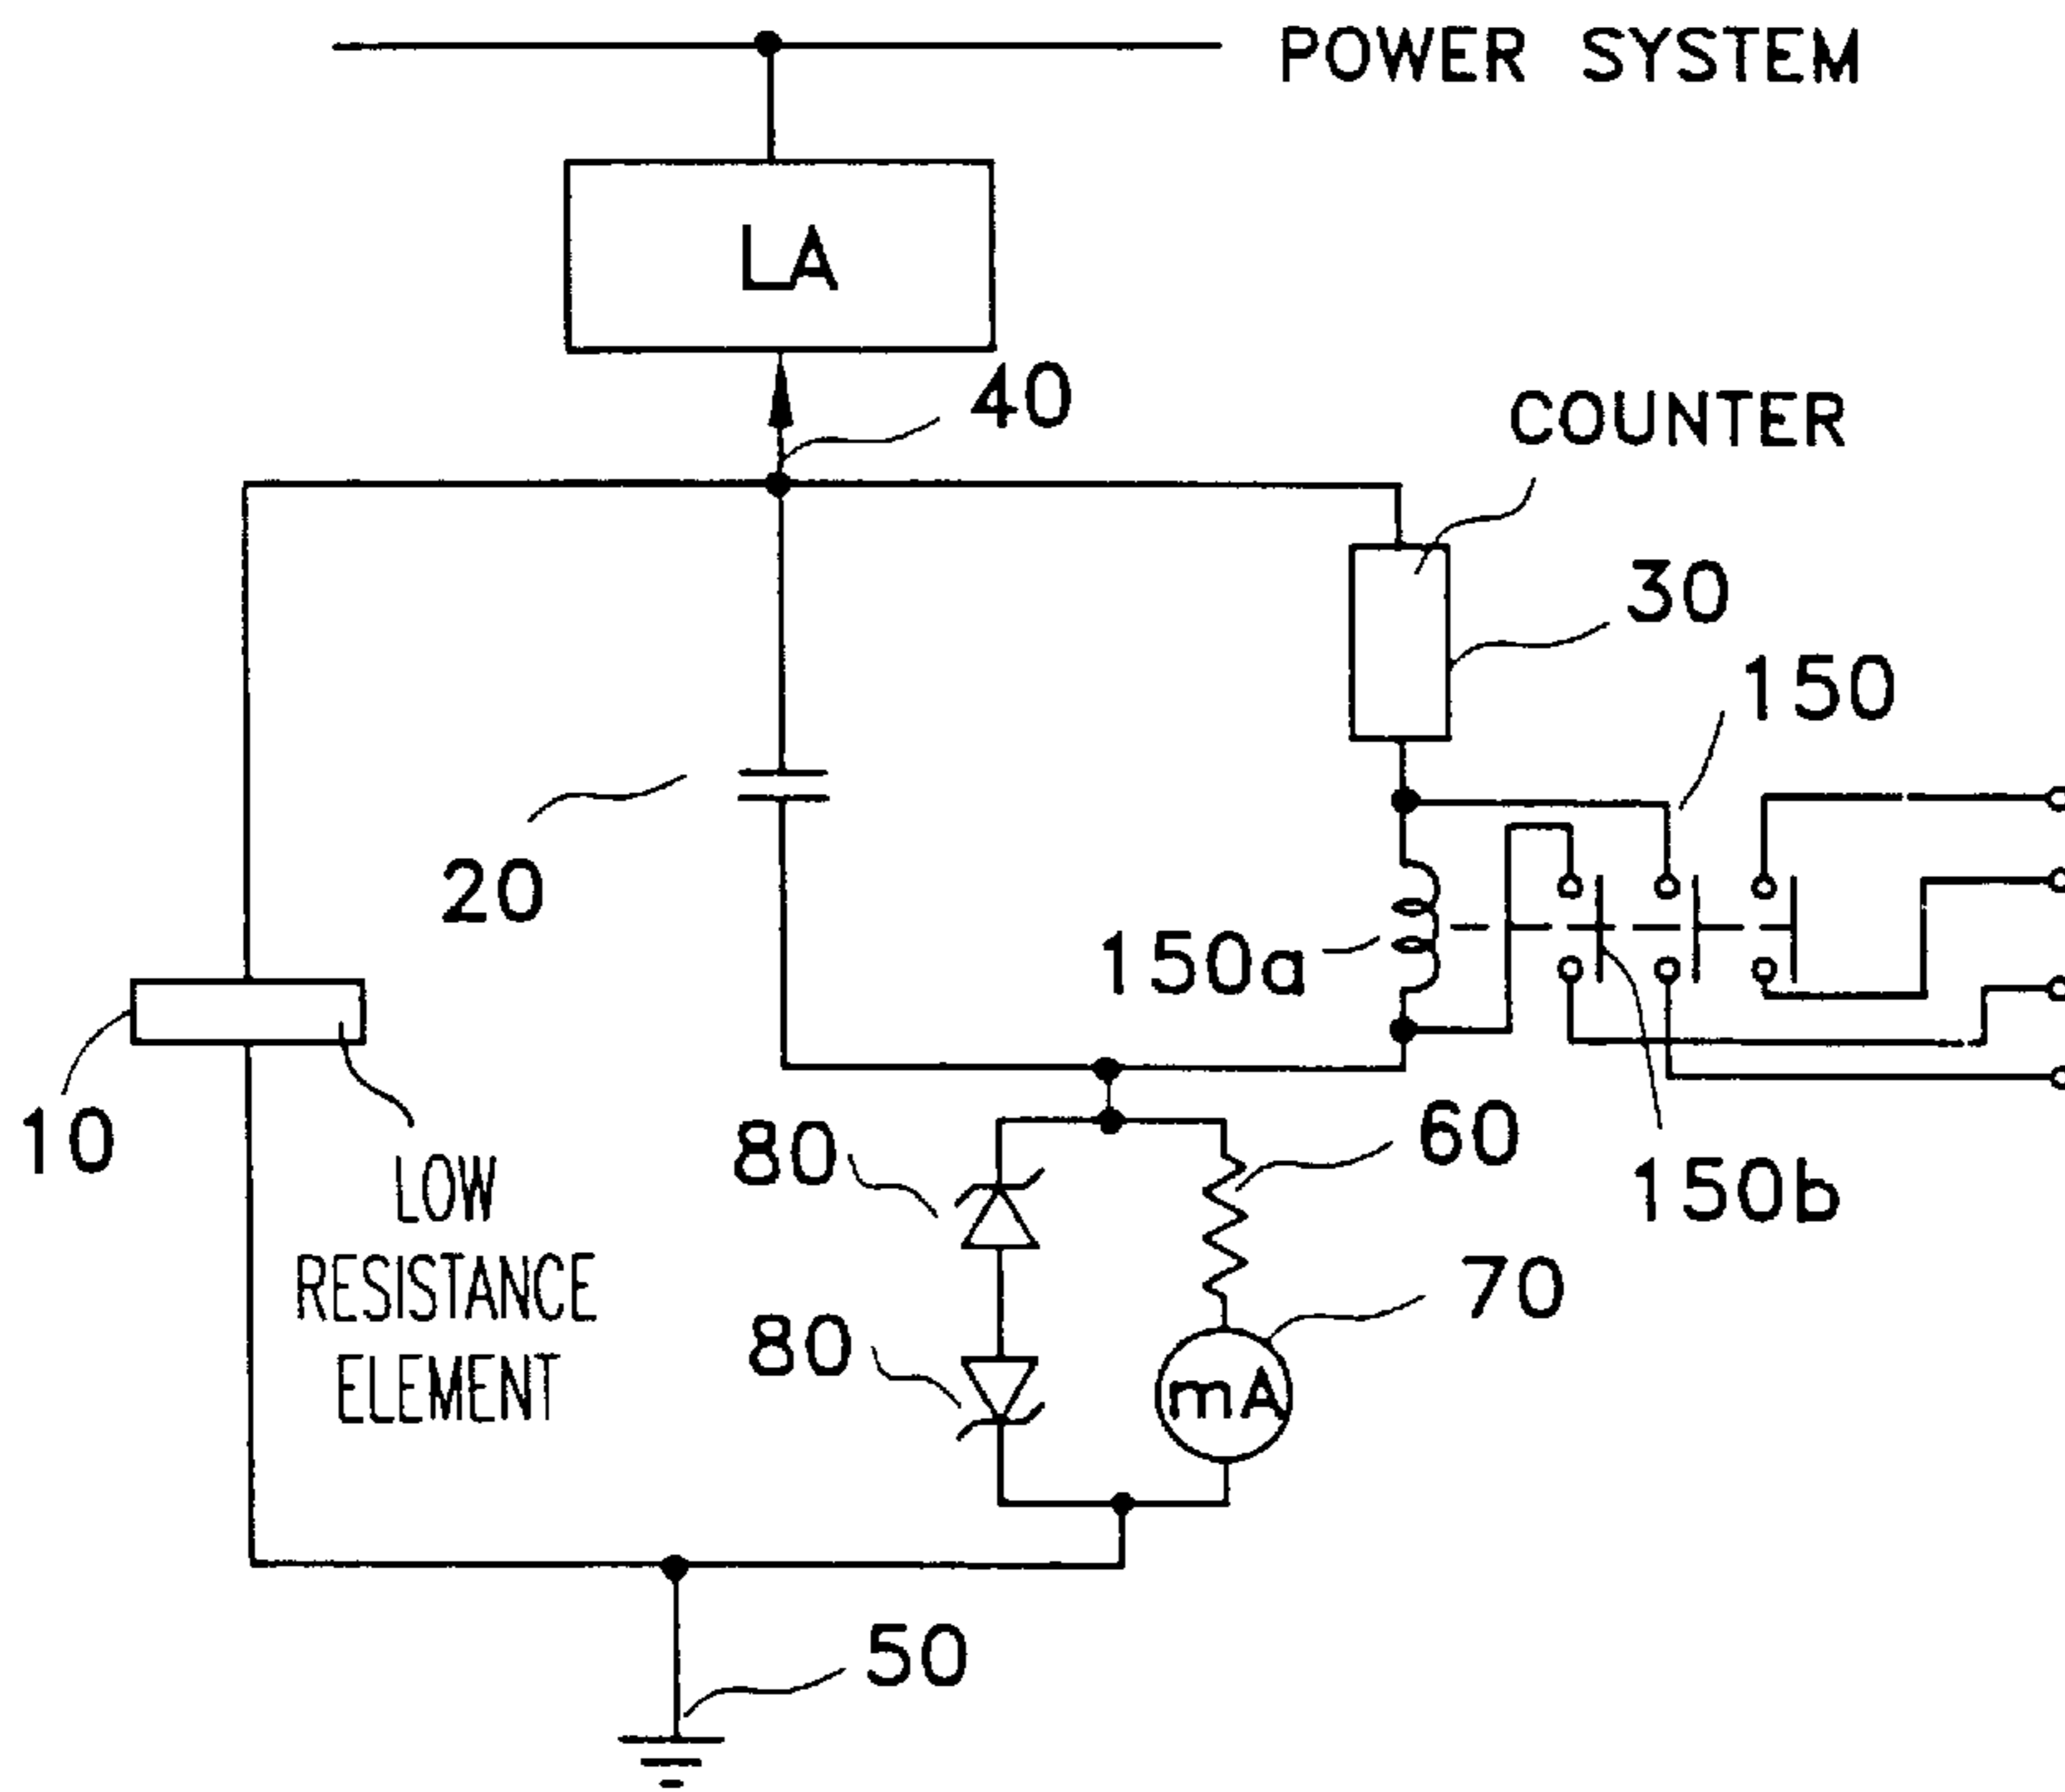 POWER SYSTEM
LA
40
COUNTER
30
150
20
150a
10
80
60
150b
LOW
RESISTANCE
ELEMENT
70
80
mA
50